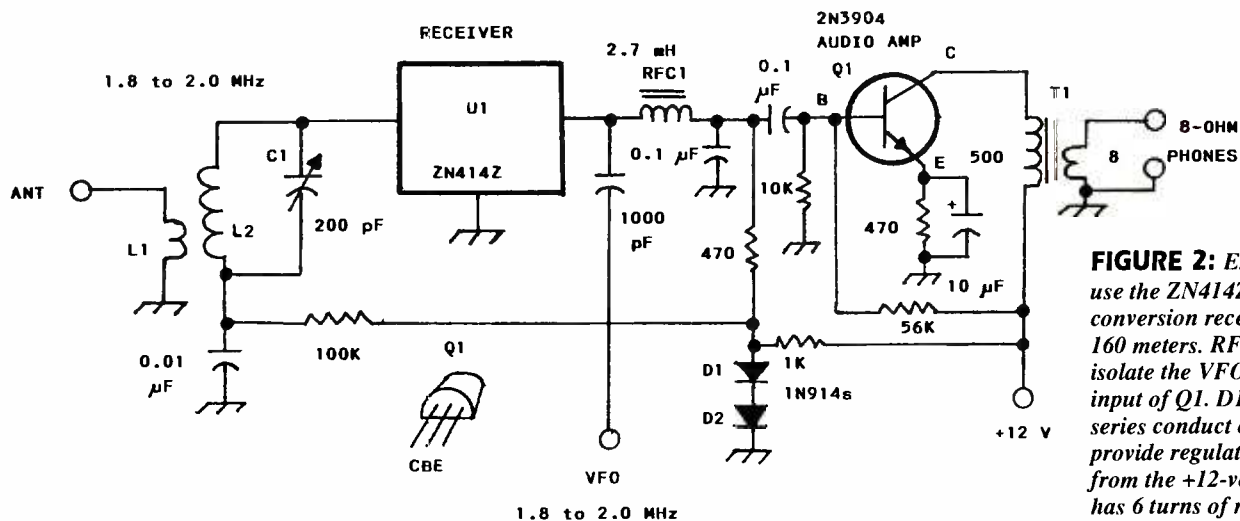 RECEIVER
2N3904
AUDIO AMP
1.8 to 2.0 MHz
2.7 mH
RFC1
0.1
µF
Q1
C
B
E
T1
U1
ZN414Z
C1
200 pF
0.1 µF
10K
500
8
8-OHM
PHONES
ANT
L1
L2
1000
pF
470
470
+
10 µF
56K
100K
1K
0.01
µF
Q1
CBE
D1
D2
1N914s
VFO
1.8 to 2.0 MHz
+12 V
FIGURE 2:
use the ZN414Z
conversion rece
160 meters. RF
isolate the VFO
input of Q1. D1
series conduct
provide regulat
from the +12-v
has 6 turns of